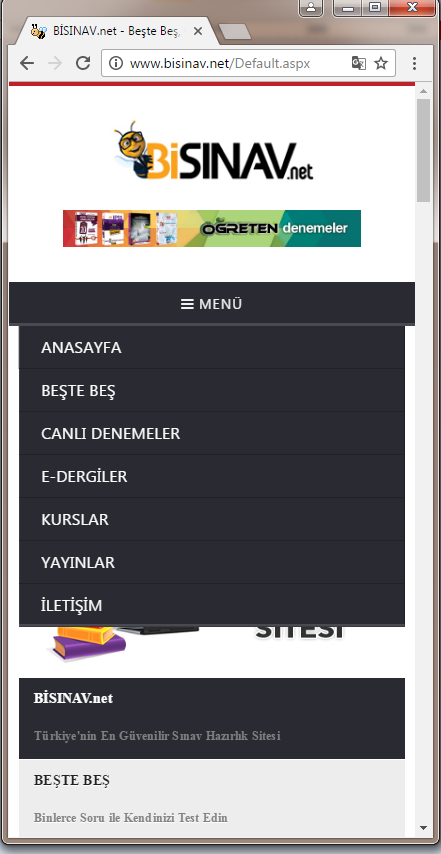 BİSINAV.net - Beşte Beş,
www.bisinav.net/Default.aspx
BiSINAV.net
ÖĞRETEN denemeler
MENÜ
ANASAYFA
BEŞTE BEŞ
CANLI DENEMELER
E-DERGİLER
KURSLAR
YAYINLAR
İLETİŞİM
SİTESİ
BİSINAV.net
Türkiye'nin En Güvenilir Sınav Hazırlık Sitesi
BEŞTE BEŞ
Binlerce Soru ile Kendinizi Test Edin